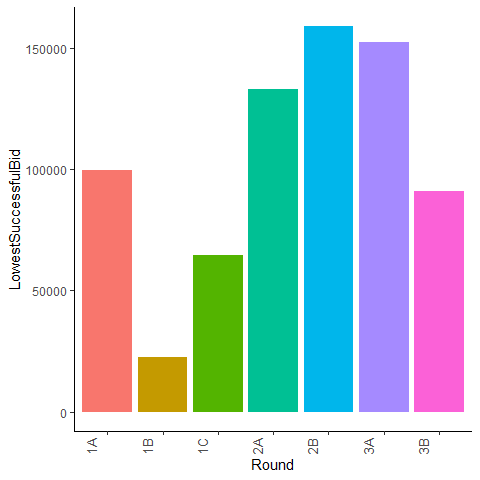 LowestSuccessfulBid
150000
100000
50000
0
1A
1B
1C
2A
2B
3A
3B
Round